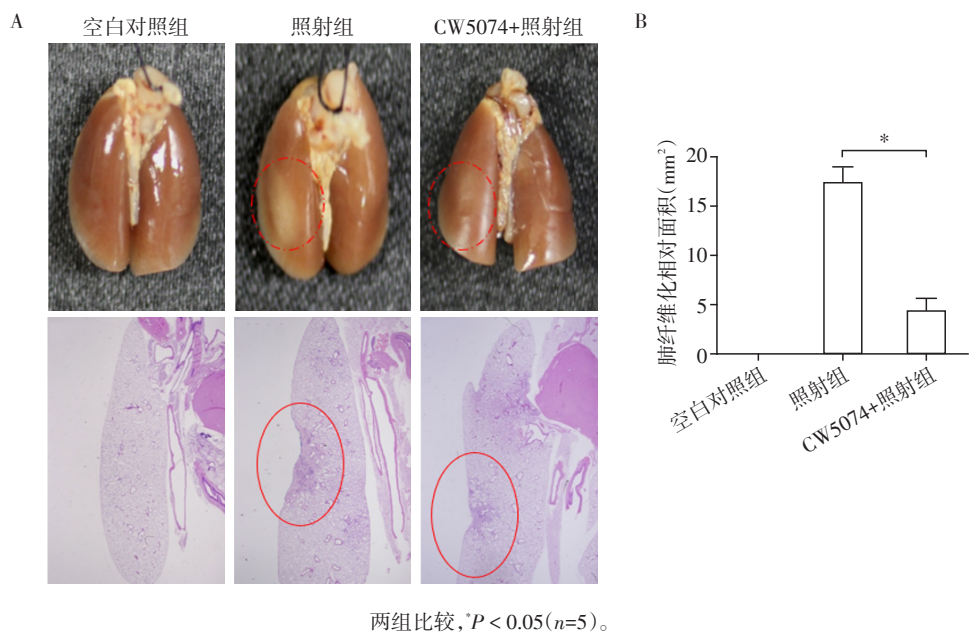 A
空白对照组
照射组
CW5074+照射组
B
肺纤维化相对面积(mm²)
20
15
10
5
0
*
空白对照组
照射组
CW5074+照射组
两组比较,*P < 0.05(n=5)。